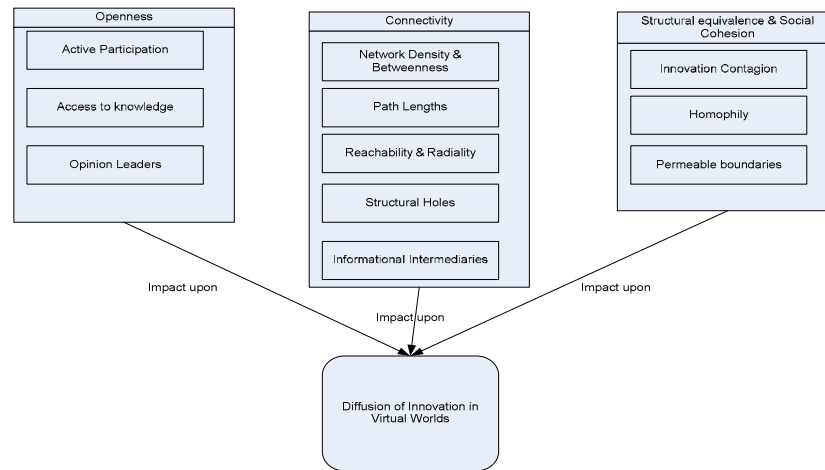 Openness
Active Participation
Access to knowledge
Opinion Leaders
Connectivity
Network Density &
Betweenness
Path Lengths
Reachability & Radiality
Structural Holes
Informational Intermediaries
Structural equivalence & Social
Cohesion
Innovation Contagion
Homophily
Permeable boundaries
Impact upon
Impact upon
Impact upon
Diffusion of Innovation in
Virtual Worlds